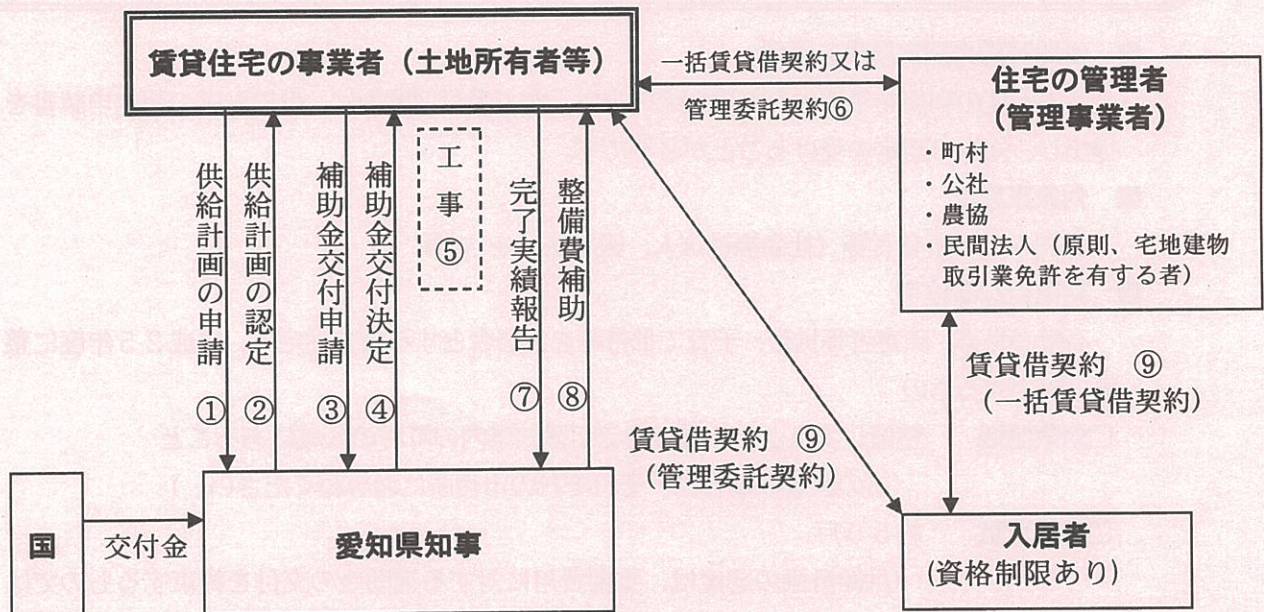 賃貸住宅の事業者（土地所有者等）
一括賃貸借契約又は
管理委託契約⑥
住宅の管理者
（管理事業者）
・町村
・公社
・農協
・民間法人（原則、宅地建物
取引業免許を有する者）
供給計画の申請 ①
供給計画の認定 ②
補助金交付申請 ③
補助金交付決定 ④
工事 ⑤
完了実績報告 ⑦
整備費補助 ⑧
賃貸借契約 ⑨
（一括賃貸借契約）
賃貸借契約 ⑨
（管理委託契約）
国
交付金
愛知県知事
入居者
(資格制限あり)